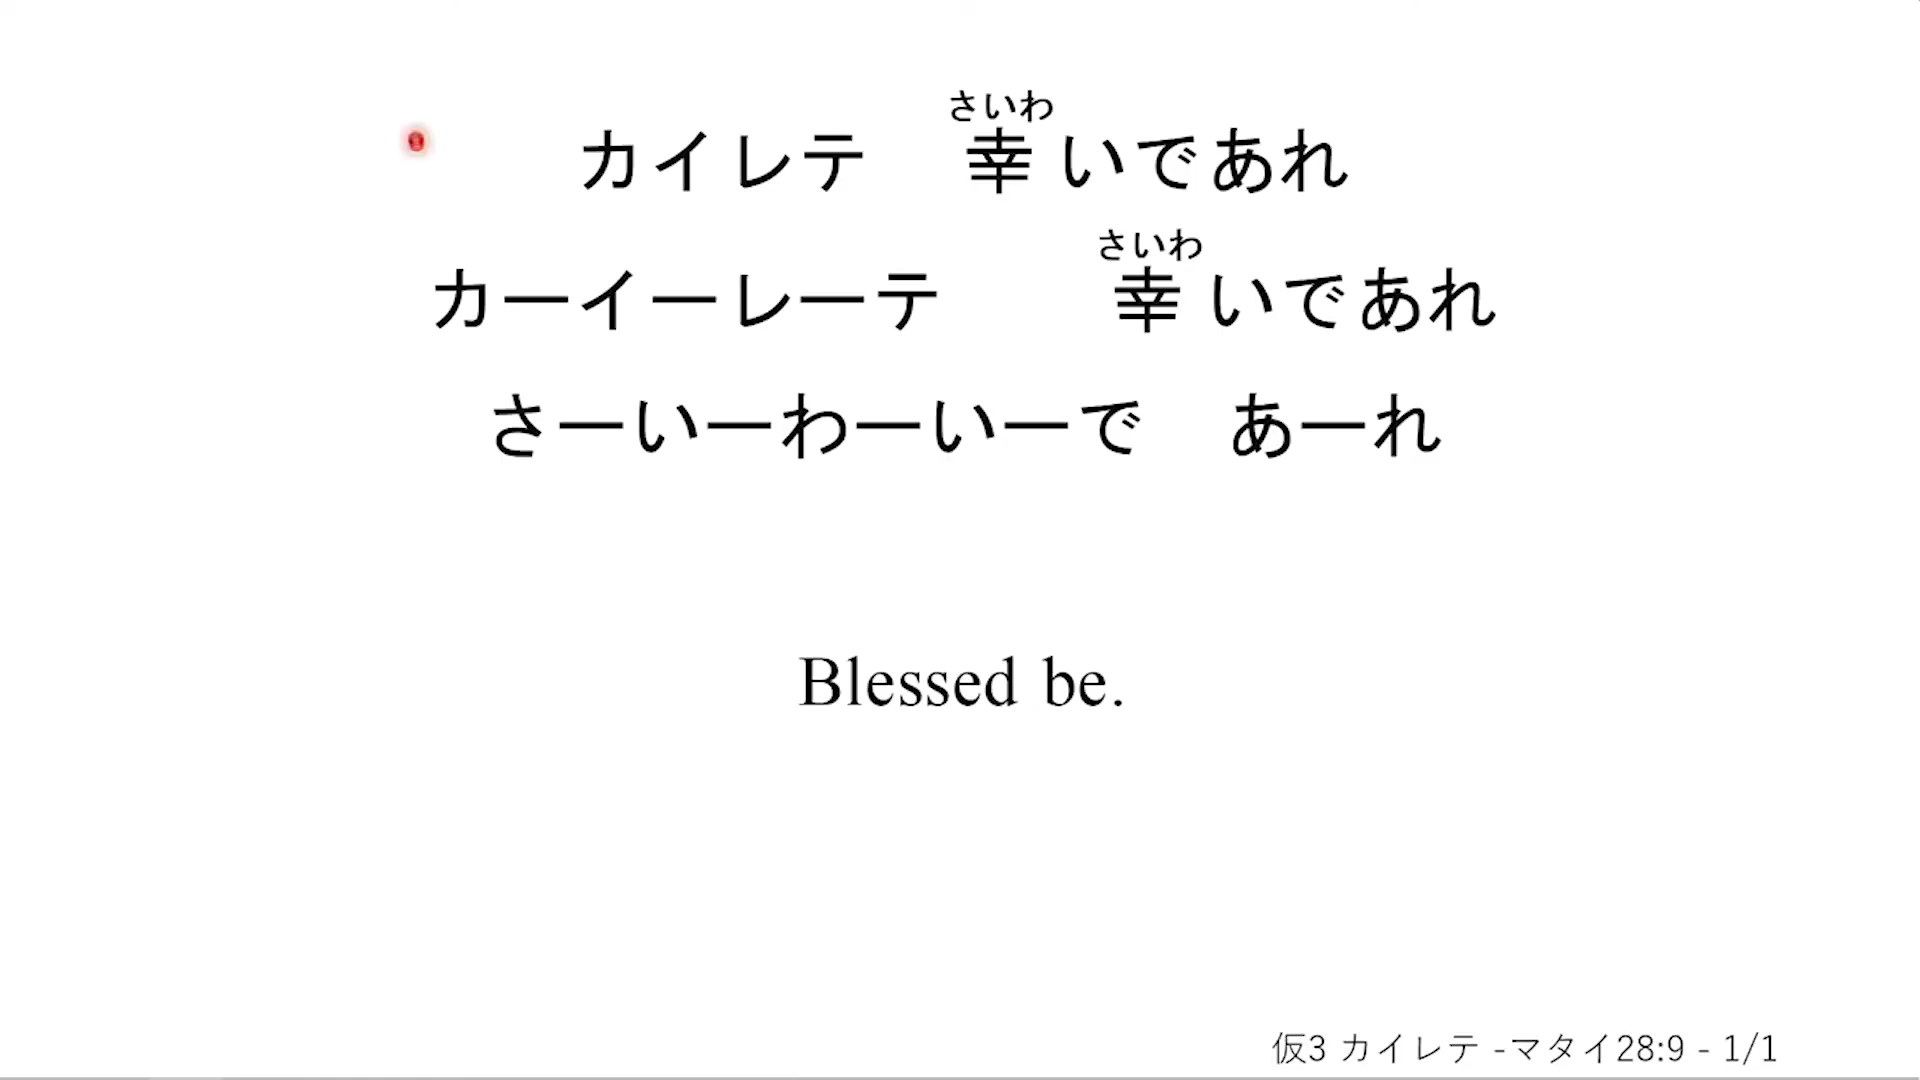 さいわ
カイレテ　幸いであれ
さいわ
カーイーレーテ　　幸いであれ
さーいーわーいーで　あーれ
Blessed be.
仮3 カイレテ -マタイ28:9 - 1/1